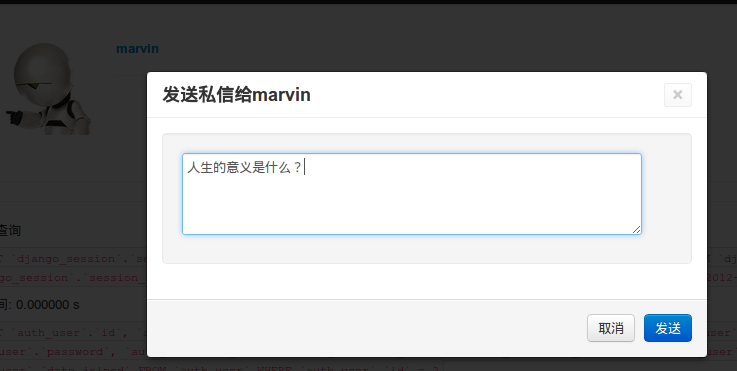 marvin
发送私信给marvin
×
人生的意义是什么？
查询
`django_session`.`se
`dj
go_session`.`session_
2012-
间: 0.000000 s
`auth_user`.`id`, `
user`
user`.`password`, `au
取消
发送